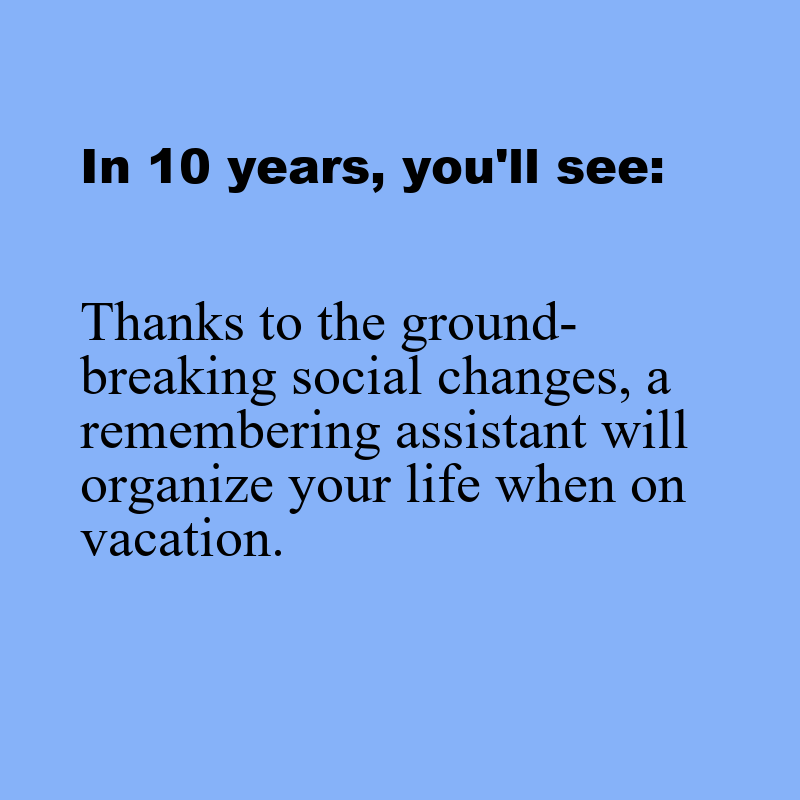 In 10 years, you'll see:
Thanks to the ground-
breaking social changes, a
remembering assistant will
organize your life when on
vacation.